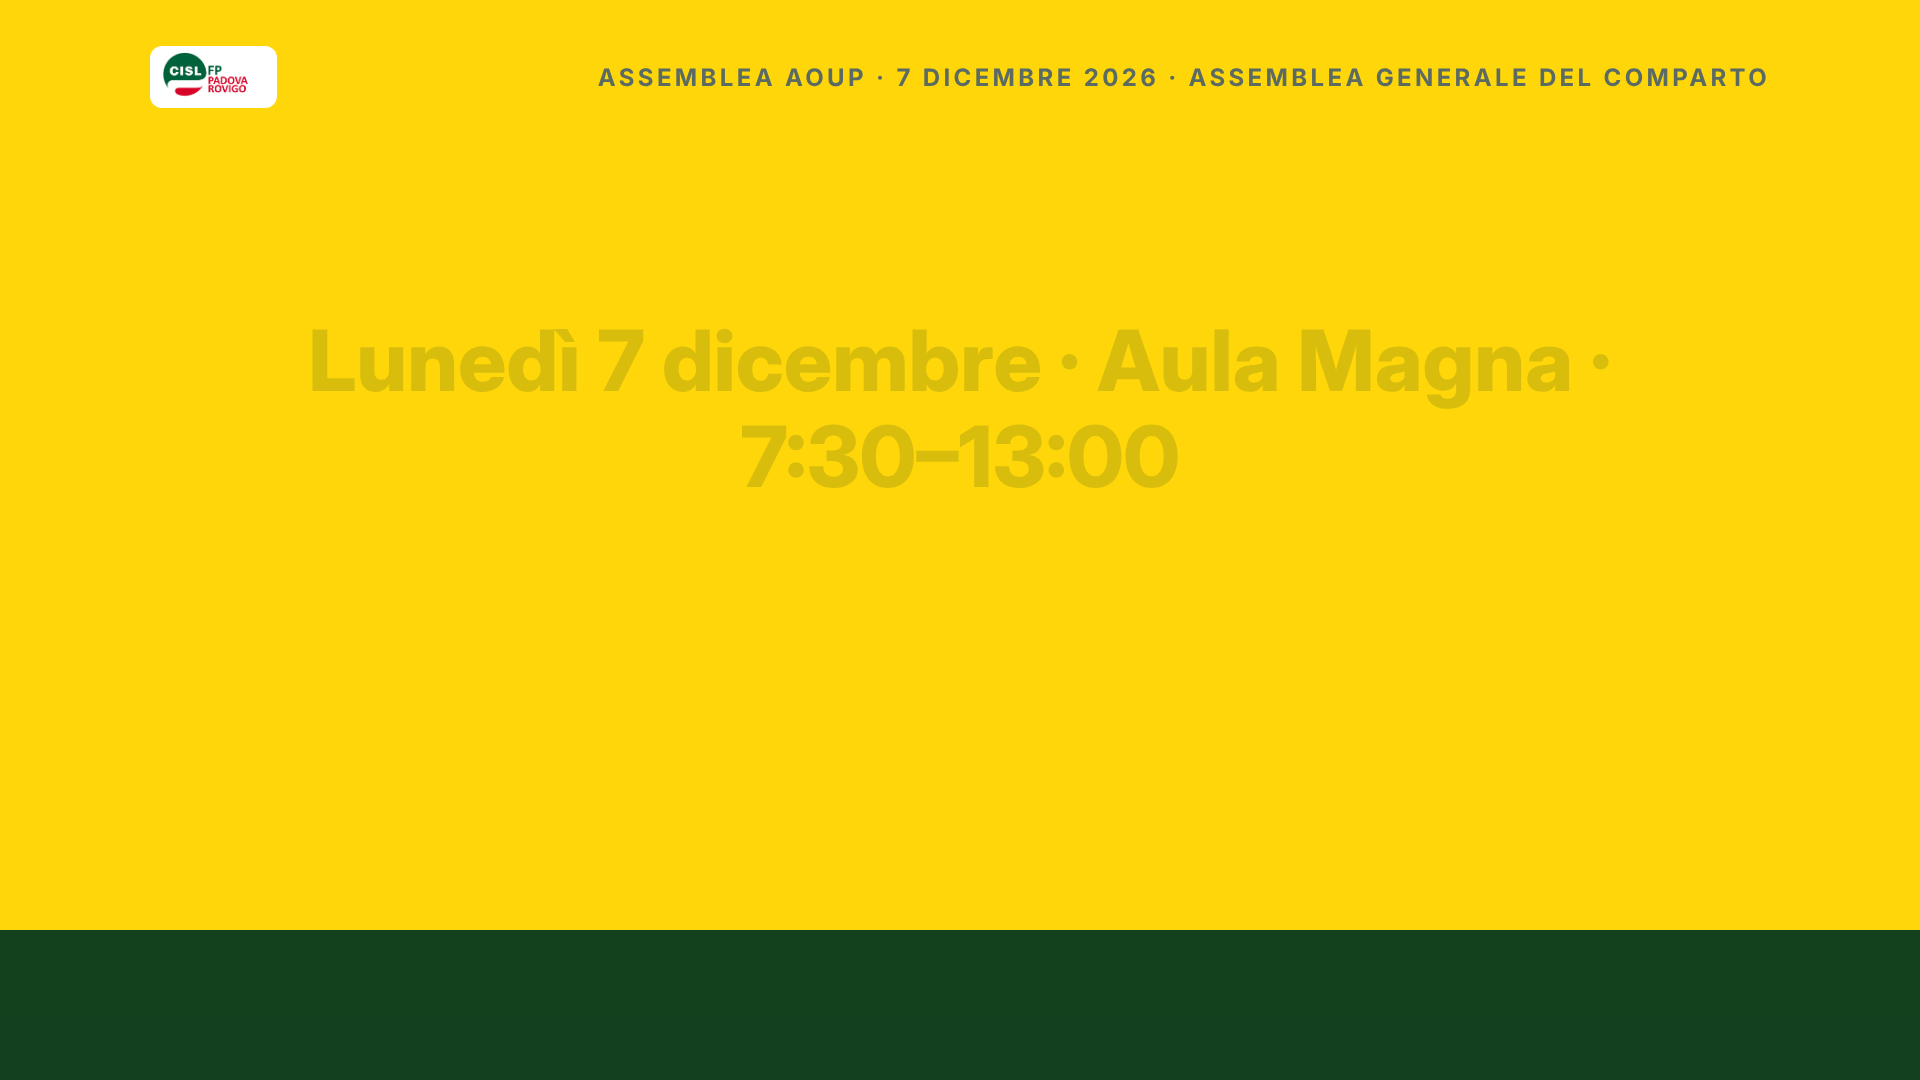 CISL FP
PADOVA
ROVIGO
ASSEMBLEA AOUP · 7 DICEMBRE 2026 · ASSEMBLEA GENERALE DEL COMPARTO
Lunedì 7 dicembre · Aula Magna ·
7:30–13:00